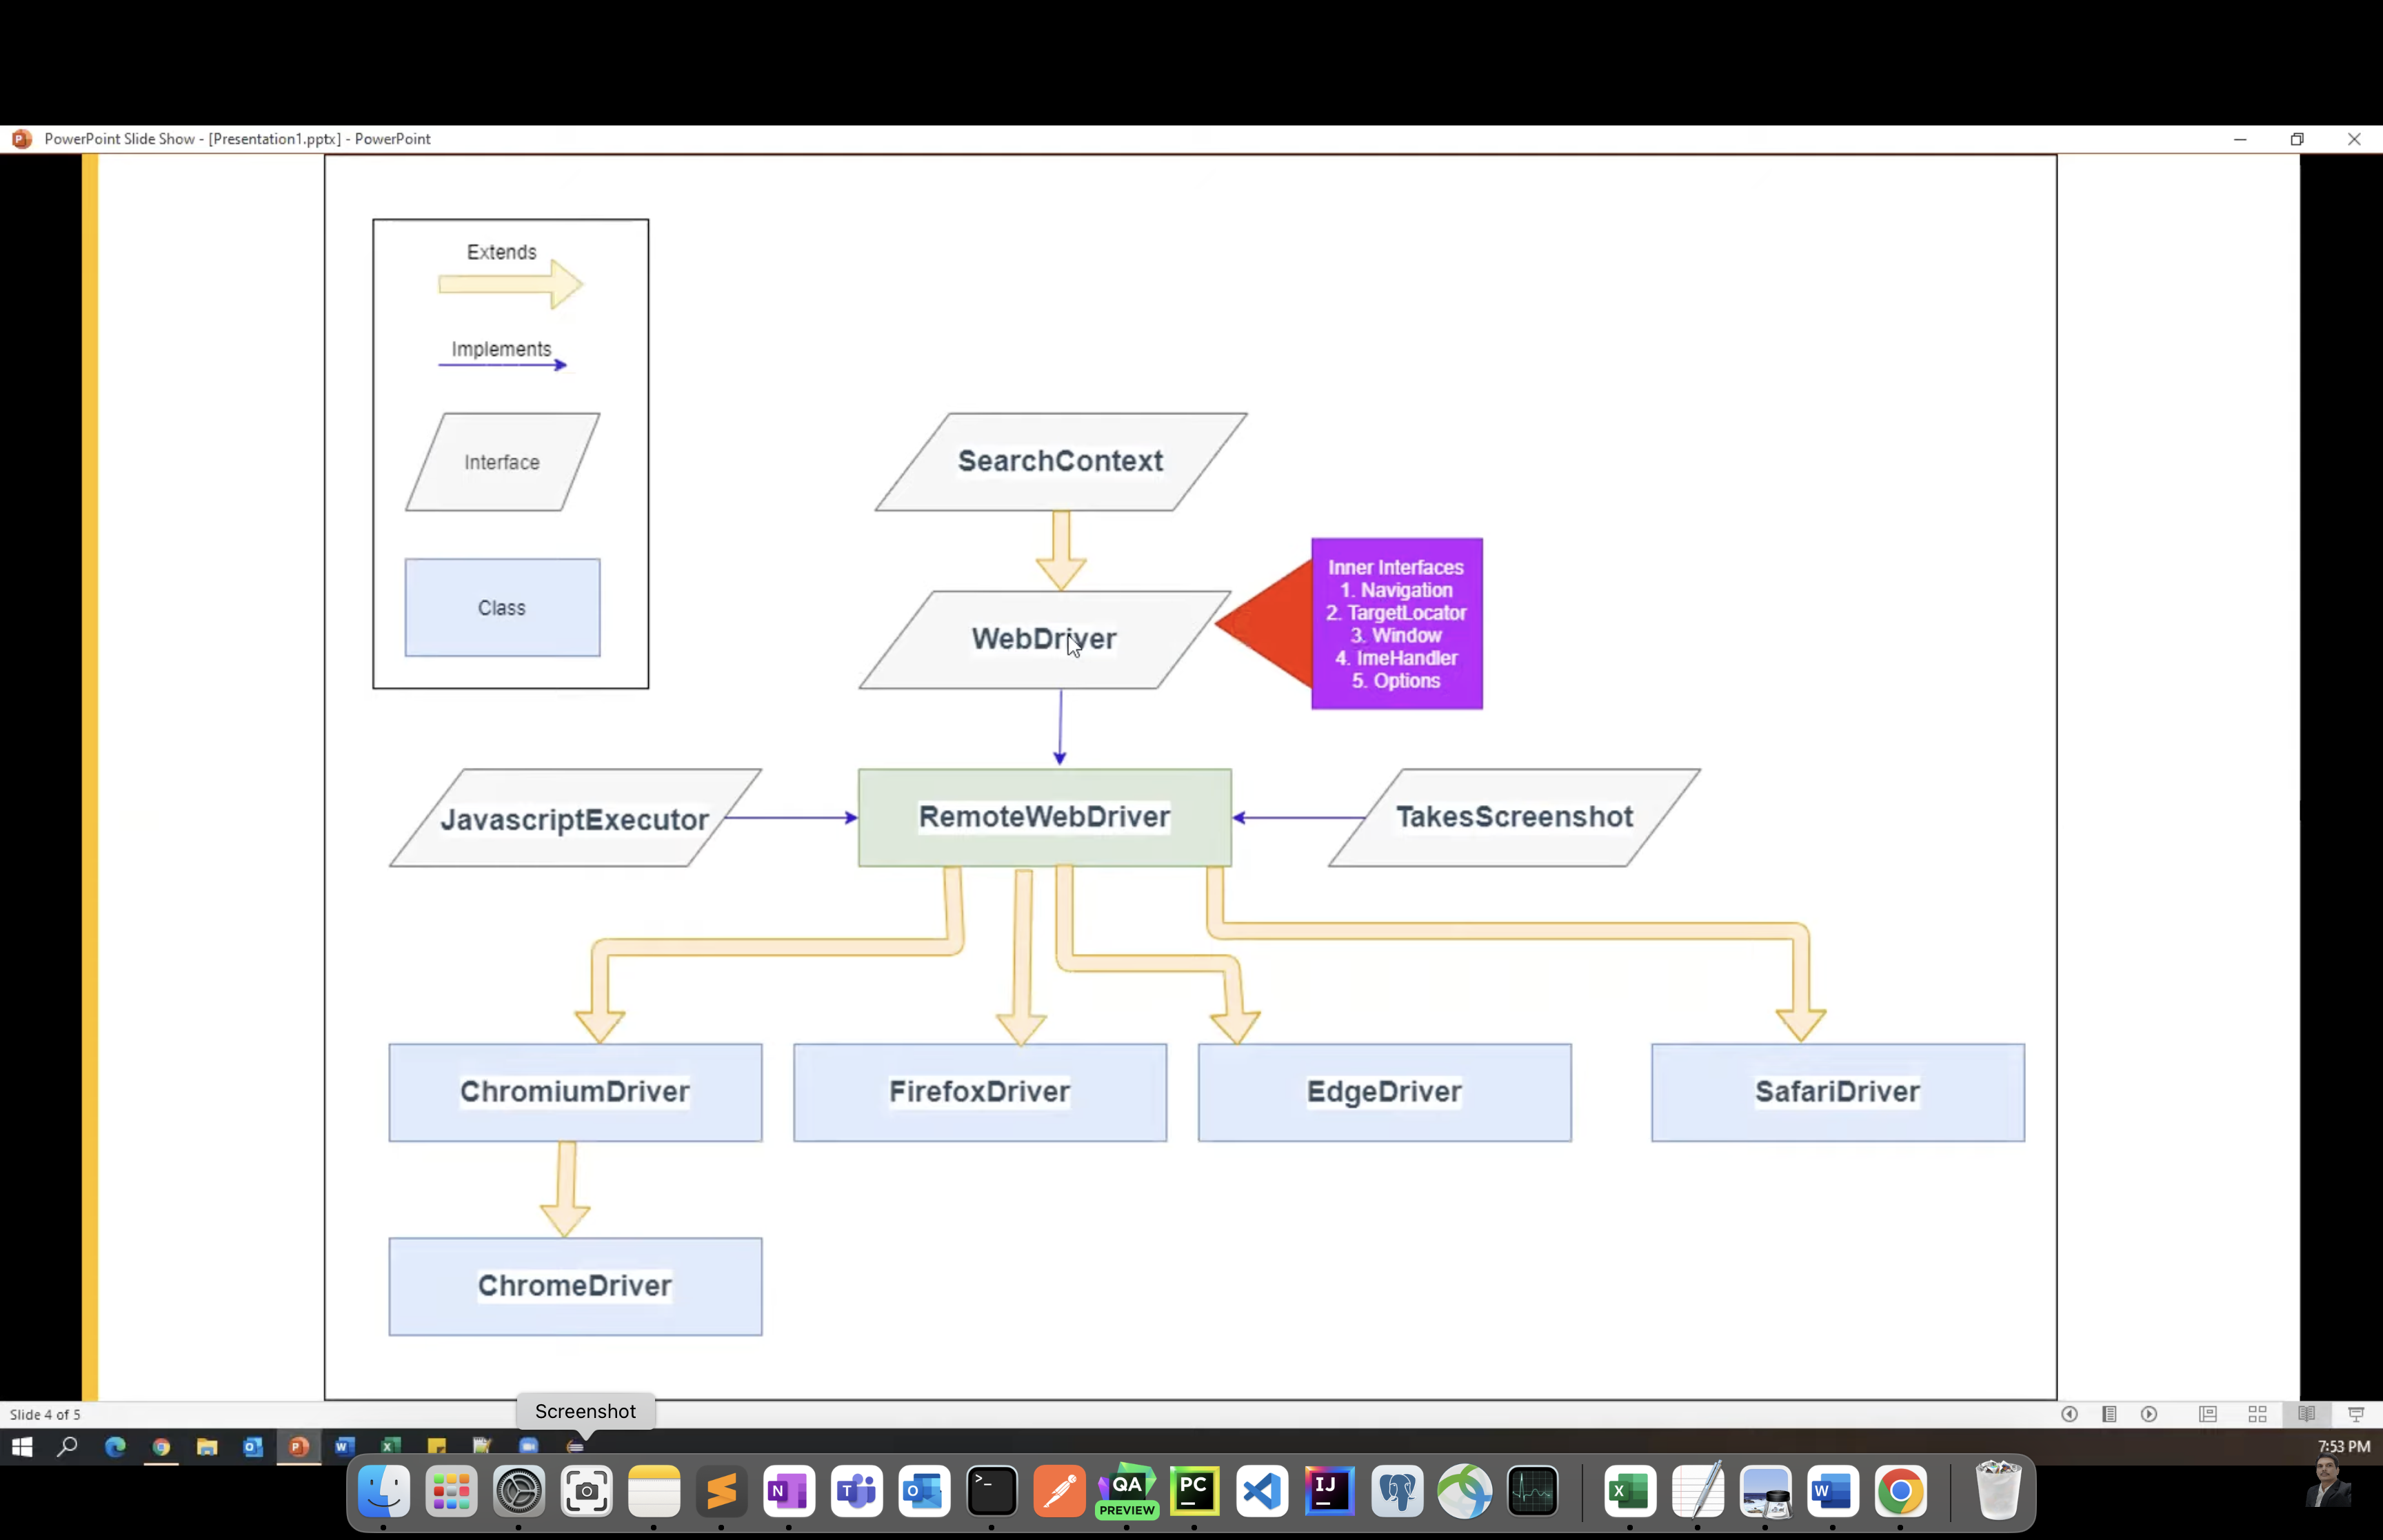 PowerPoint Slide Show - [Presentation1.pptx] - PowerPoint
Extends
Implements
Interface
Class
SearchContext
WebDriver
Inner Interfaces
1. Navigation
2. TargetLocator
3. Window
4. ImeHandler
5. Options
JavascriptExecutor
RemoteWebDriver
TakesScreenshot
ChromiumDriver
FirefoxDriver
EdgeDriver
SafariDriver
ChromeDriver
Slide 4 of 5
Screenshot
7:53 PM
QA
PREVIEW
PC
IJ